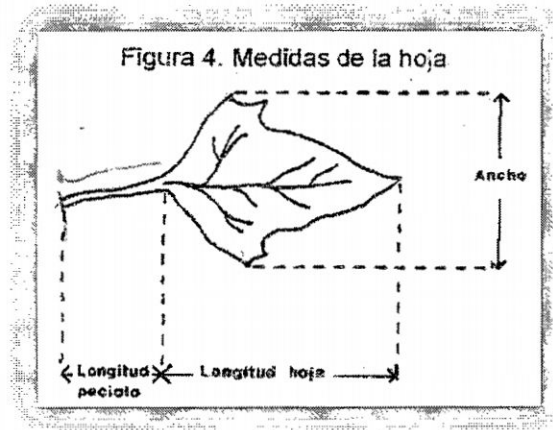 Figura 4. Medidas de la hoja
Ancho
Longitud
peciolo
Longitud hoja